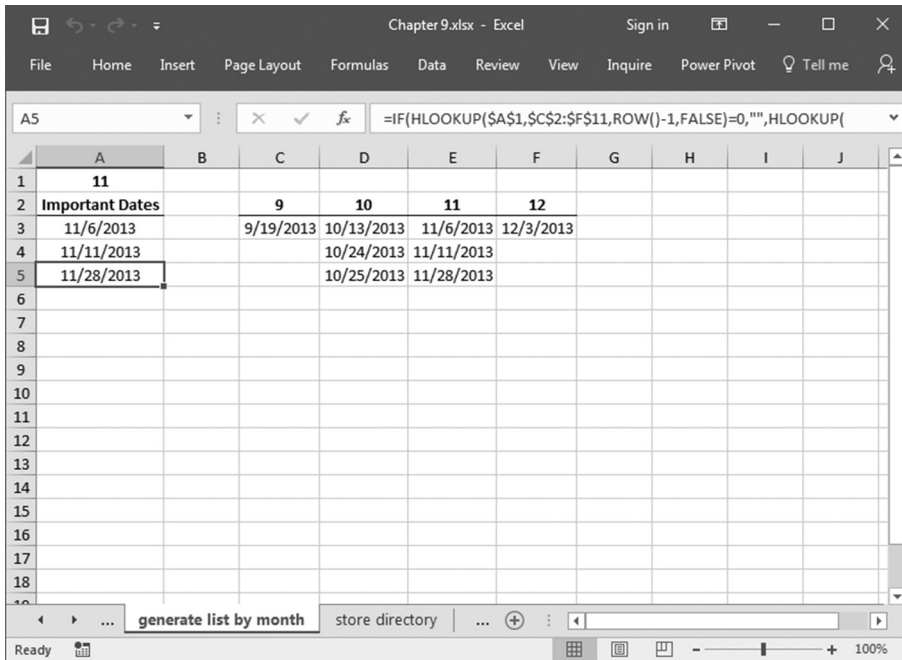 Chapter 9.xlsx - Excel Sign in
File Home Insert Page Layout Formulas Data Review View Inquire Power Pivot Tell me
A5 fx =IF(HLOOKUP($A$1,$C$2:$F$11,ROW()-1,FALSE)=0,"",HLOOKUP(
A B C D E F G H I J
1 11
2 Important Dates 9 10 11 12
3 11/6/2013 9/19/2013 10/13/2013 11/6/2013 12/3/2013
4 11/11/2013 10/24/2013 11/11/2013
5 11/28/2013 10/25/2013 11/28/2013
6
7
8
9
10
11
12
13
14
15
16
17
18
... generate list by month store directory ...
Ready 100%